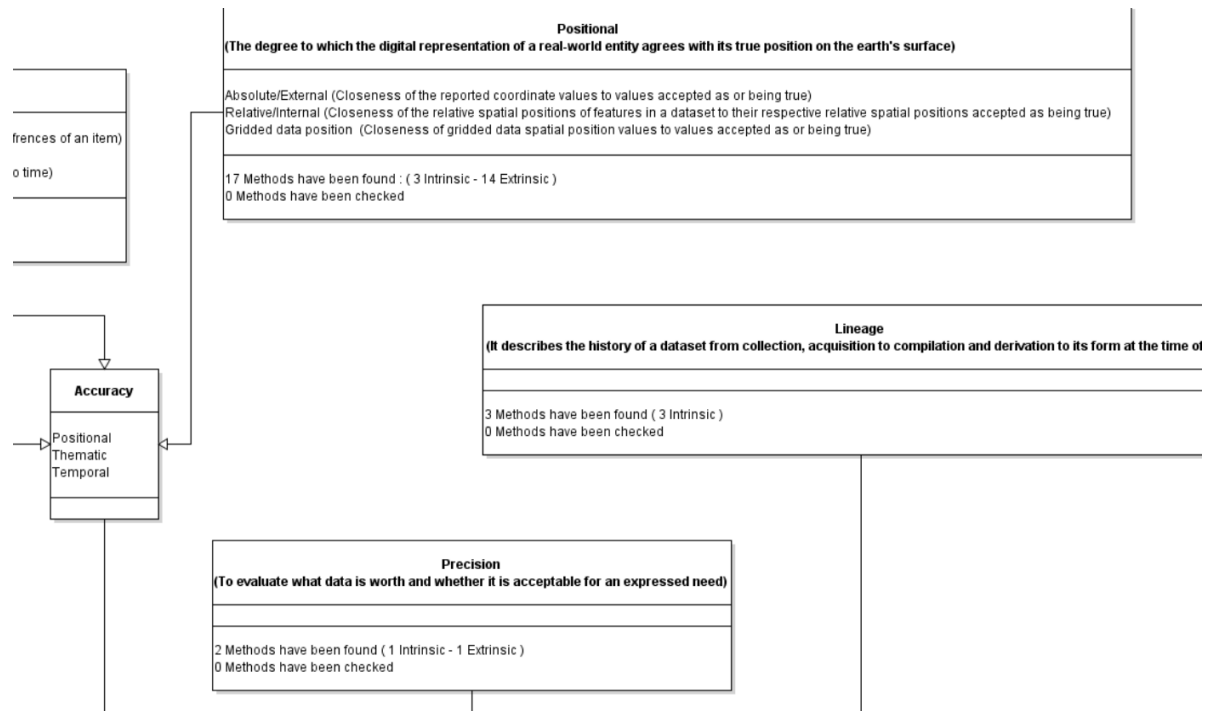 Positional
(The degree to which the digital representation of a real-world entity agrees with its true position on the earth's surface)
Absolute/External (Closeness of the reported coordinate values to values accepted as or being true)
Relative/Internal (Closeness of the relative spatial positions of features in a dataset to their respective relative spatial positions accepted as being true)
Gridded data position (Closeness of gridded data spatial position values to values accepted as or being true)
17 Methods have been found : ( 3 Intrinsic - 14 Extrinsic )
0 Methods have been checked
frences of an item)
o time)
Lineage
(It describes the history of a dataset from collection, acquisition to compilation and derivation to its form at the time of
3 Methods have been found ( 3 Intrinsic )
0 Methods have been checked
Accuracy
Positional
Thematic
Temporal
Precision
(To evaluate what data is worth and whether it is acceptable for an expressed need)
2 Methods have been found ( 1 Intrinsic - 1 Extrinsic )
0 Methods have been checked